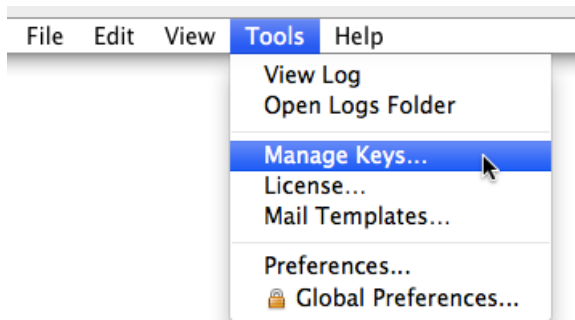 File Edit View Tools Help
View Log
Open Logs Folder
Manage Keys...
License...
Mail Templates...
Preferences...
Global Preferences...